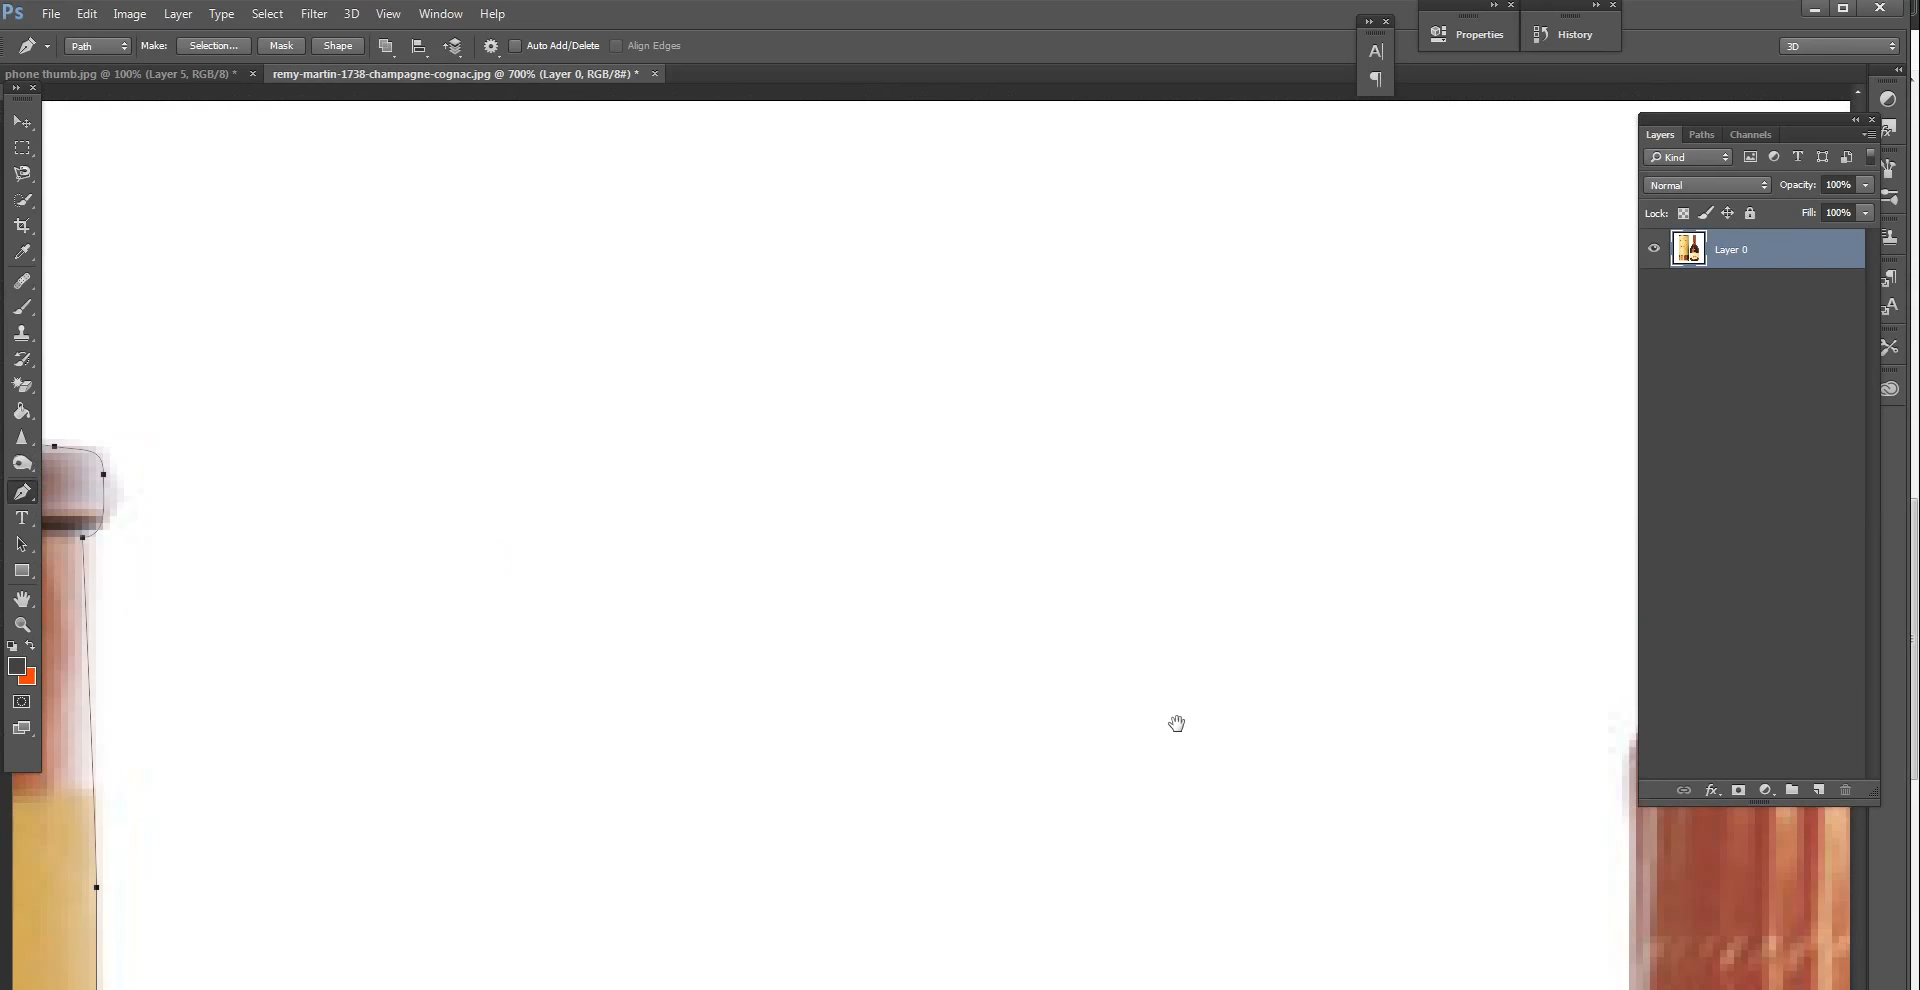 Ps File Edit Image Layer Type Select Filter 3D View Window Help
Path Make: Selection... Mask Shape Auto Add/Delete Align Edges 3D
Properties History
phone thumb.jpg @ 100% (Layer 5, RGB/8) * × remy-martin-1738-champagne-cognac.jpg @ 700% (Layer 0, RGB/8#) * ×
Layers Paths Channels
Kind
Normal Opacity: 100%
Lock: Fill: 100%
Layer 0